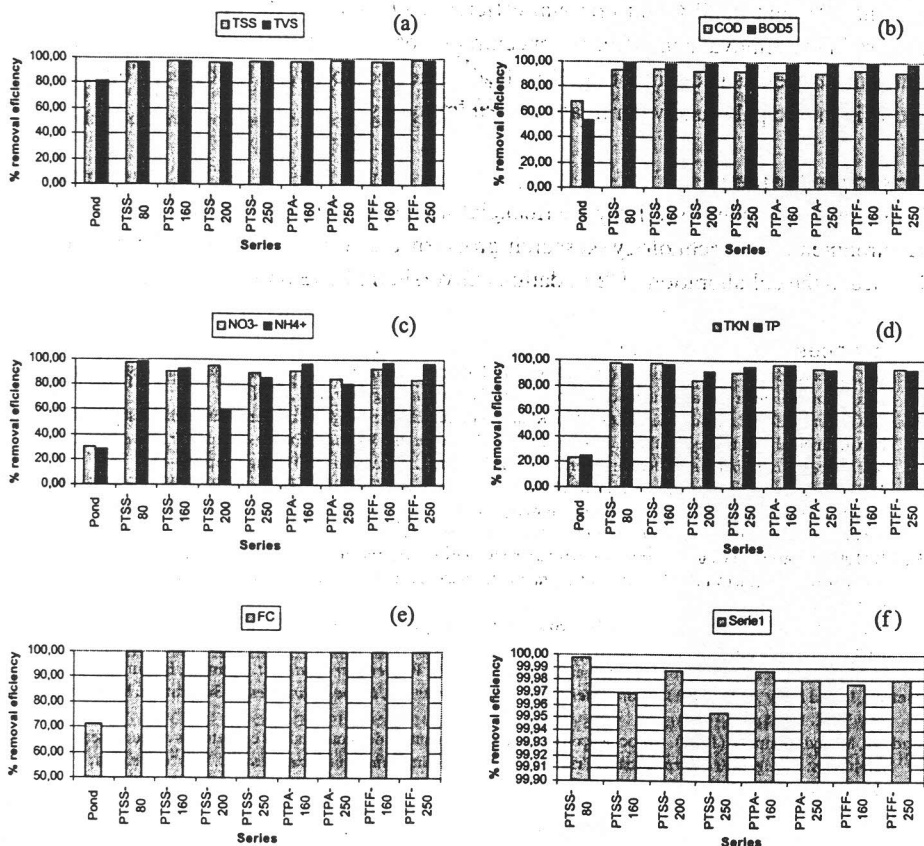 TSS TVS
(a)
% removal eficiency
100,00
80,00
60,00
40,00
20,00
0,00
Pond
PTSS-80
PTSS-160
PTSS-200
PTSS-250
PTPA-160
PTPA-250
PTFF-160
PTFF-250
Series
COD BOD5
(b)
% removal eficiency
100,00
80,00
60,00
40,00
20,00
0,00
Pond
PTSS-80
PTSS-160
PTSS-200
PTSS-250
PTPA-160
PTPA-250
PTFF-160
PTFF-250
Series
NO3- NH4+
(c)
% removal eficiency
100,00
80,00
60,00
40,00
20,00
0,00
Pond
PTSS-80
PTSS-160
PTSS-200
PTSS-250
PTPA-160
PTPA-250
PTFF-160
PTFF-250
Series
TKN TP
(d)
% removal eficiency
100,00
80,00
60,00
40,00
20,00
0,00
Pond
PTSS-80
PTSS-160
PTSS-200
PTSS-250
PTPA-160
PTPA-250
PTFF-160
PTFF-250
Series
FC
(e)
% removal eficiency
100,00
90,00
80,00
70,00
60,00
50,00
Pond
PTSS-80
PTSS-160
PTSS-200
PTSS-250
PTPA-160
PTPA-250
PTFF-160
PTFF-250
Series
Serie1
(f)
% removal eficiency
100,00
99,99
99,98
99,97
99,96
99,95
99,94
99,93
99,92
99,91
99,90
PTSS-80
PTSS-160
PTSS-200
PTSS-250
PTPA-160
PTPA-250
PTFF-160
PTFF-250
Series